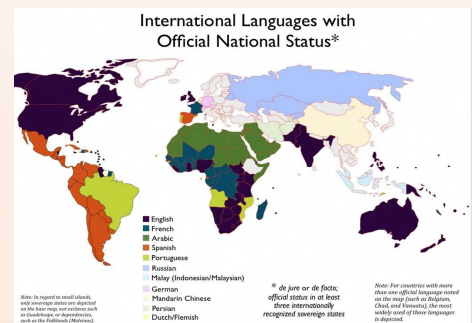 International Languages with
Official National Status*
English
French
Arabic
Spanish
Portuguese
Russian
Malay (Indonesian/Malaysian)
German
Mandarin Chinese
Persian
Dutch/Flemish
Note: In regard to small islands,
only sovereign states are depicted
on the base map, not exclaves such
as Guadeloupe, or dependencies,
such as the Falklands (Malvinas).
* de jure or de facto;
official status in at least
three internationally
recognized sovereign states
Note: For countries with more
than one official language noted
on the map (such as Belgium,
Chad, and Vanuatu), the most
widely used of those languages
is depicted.